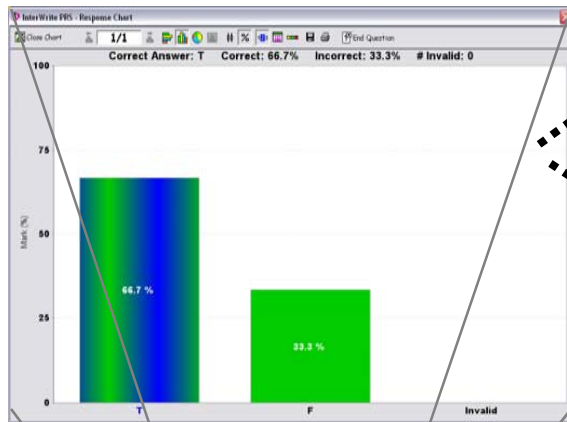 InterWrite PRS - Response Chart
Close Chart 1/1 # % End Question
Correct Answer: T Correct: 66.7% Incorrect: 33.3% # Invalid: 0
100
75
50
25
0
Mark (%)
66.7 %
33.3 %
T F Invalid